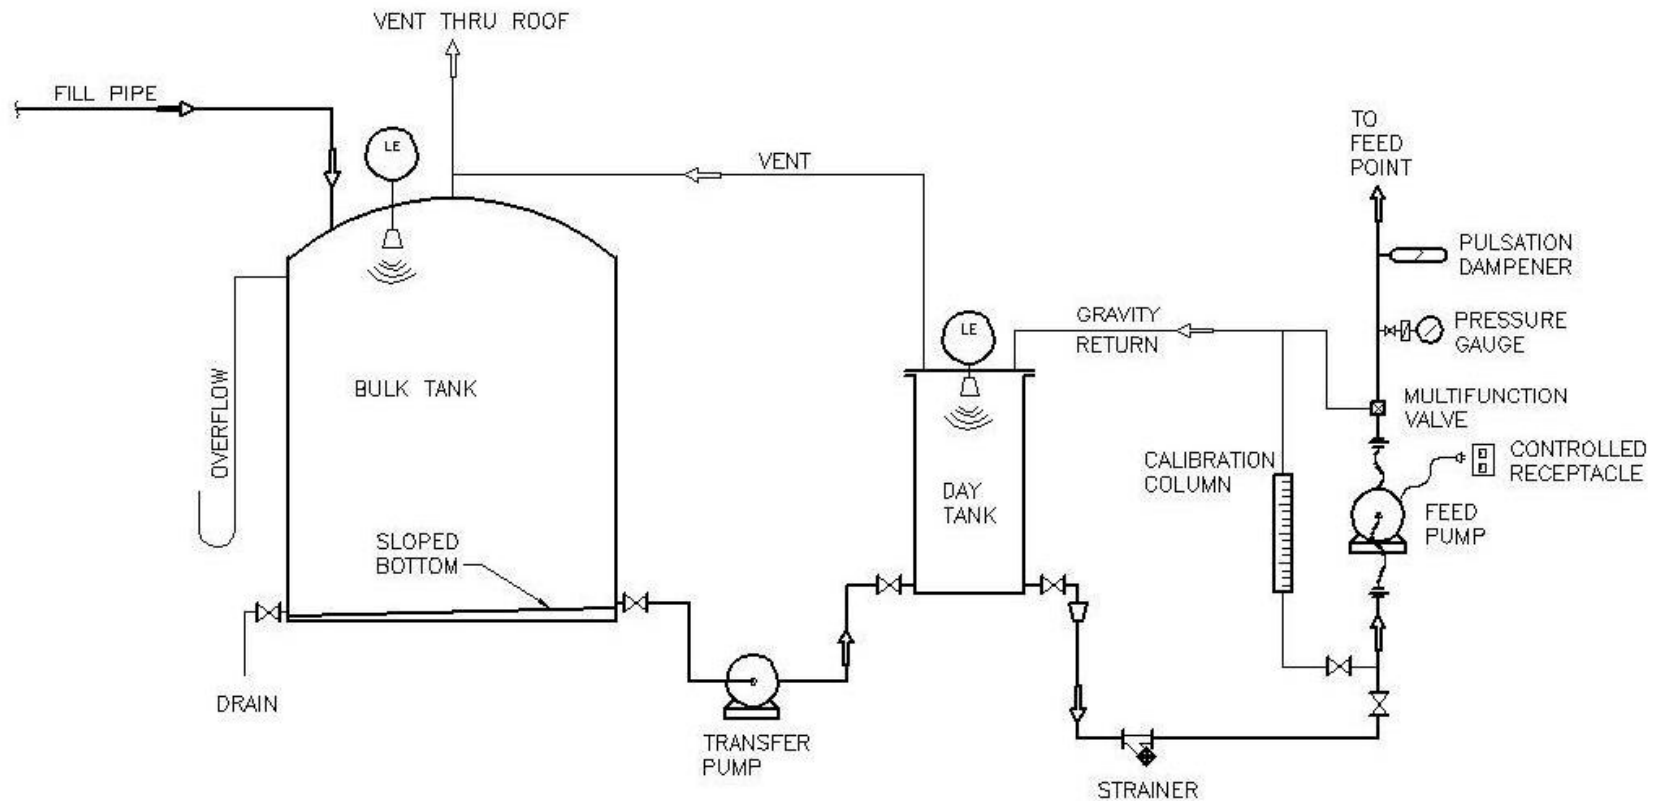 VENT THRU ROOF
FILL PIPE
LE
VENT
TO
FEED
POINT
PULSATION
DAMPENER
LE
GRAVITY
RETURN
PRESSURE
GAUGE
OVERFLOW
BULK TANK
MULTIFUNCTION
VALVE
CALIBRATION
COLUMN
CONTROLLED
RECEPTACLE
DAY
TANK
FEED
PUMP
SLOPED
BOTTOM
DRAIN
TRANSFER
PUMP
STRAINER